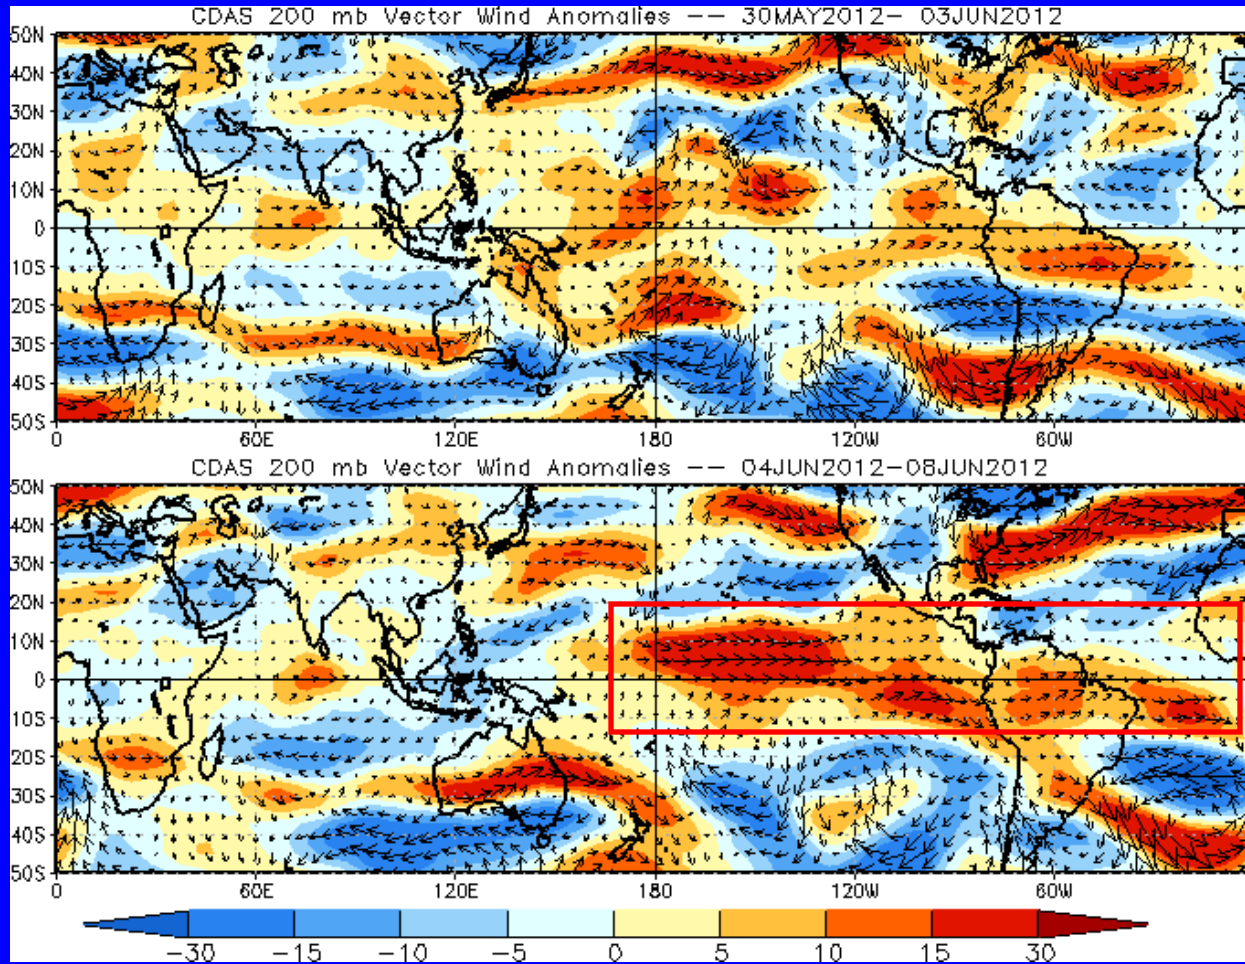 CDAS 200 mb Vector Wind Anomalies -- 30MAY2012- 03JUN2012
50N
40N
30N
20N
10N
0
10S
20S
30S
40S
50S
0 60E 120E 180 120W 60W
CDAS 200 mb Vector Wind Anomalies -- 04JUN2012-08JUN2012
50N
40N
30N
20N
10N
0
10S
20S
30S
40S
50S
0 60E 120E 180 120W 60W
-30 -15 -10 -5 0 5 10 15 30